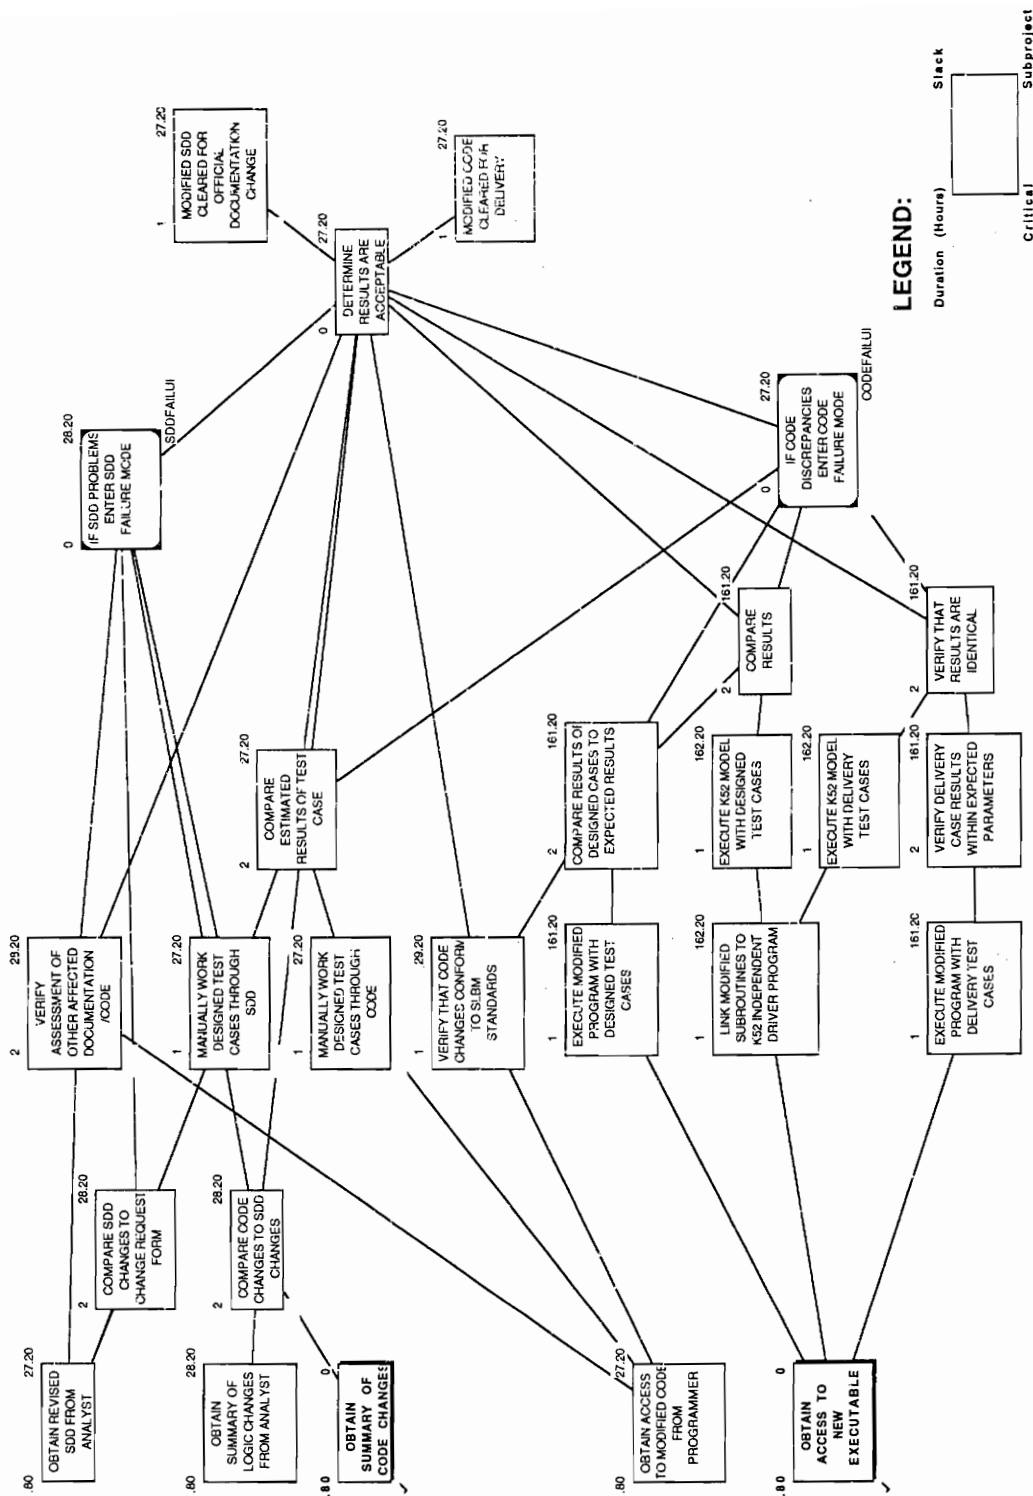 .80
27.20
OBTAIN REVISED
SDD FROM
ANALYST
28.20
OBTAIN
SUMMARY OF
LOGIC CHANGES
FROM ANALYST
.80
0
OBTAIN
SUMMARY OF
CODE CHANGES
.80
27.20
OBTAIN ACCESS
TO MODIFIED CODE
FROM
PROGRAMMER
.80
0
OBTAIN
ACCESS TO
NEW
EXECUTABLE
.80
2
28.20
COMPARE SDD
CHANGES TO
CHANGE REQUEST
FORM
2
28.20
COMPARE CODE
CHANGES TO SDD
CHANGES
2
29.20
VERIFY
ASSESSMENT OF
OTHER AFFECTED
DOCUMENTATION
/CODE
1
27.20
MANUALLY WORK
DESIGNED TEST
CASES THROUGH
SDD
1
27.20
MANUALLY WORK
DESIGNED TEST
CASES THROUGH
CODE
1
29.20
VERIFY THAT CODE
CHANGES CONFORM
TO SLBM
STANDARDS
1
161.20
EXECUTE MODIFIED
PROGRAM WITH
DESIGNED TEST
CASES
1
162.20
LINK MODIFIED
SUBROUTINES TO
K52 INDEPENDENT
DRIVER PROGRAM
1
161.20
EXECUTE MODIFIED
PROGRAM WITH
DELIVERY TEST
CASES
2
27.20
COMPARE
ESTIMATED
RESULTS OF TEST
CASE
2
161.20
COMPARE RESULTS OF
DESIGNED CASES TO
EXPECTED RESULTS
1
162.20
EXECUTE K52 MODEL
WITH DESIGNED
TEST CASES
1
162.20
EXECUTE K52 MODEL
WITH DELIVERY
TEST CASES
2
161.20
VERIFY DELIVERY
CASE RESULTS
WITHIN EXPECTED
PARAMETERS
2
161.20
COMPARE
RESULTS
2
161.20
VERIFY THAT
RESULTS ARE
IDENTICAL
0
28.20
IF SDD PROBLEMS
ENTER SDD
FAILURE MODE
SDDFAILUI
0
27.20
IF CODE
DISCREPANCIES
ENTER CODE
FAILURE MODE
CODEFAILUI
0
27.20
DETERMINE
RESULTS ARE
ACCEPTABLE
1
27.20
MODIFIED SDD
CLEARED FOR
OFFICIAL
DOCUMENTATION
CHANGE
1
27.20
MODIFIED CODE
CLEARED FOR
DELIVERY
LEGEND:
Duration (Hours)
Slack
Critical
Subproject